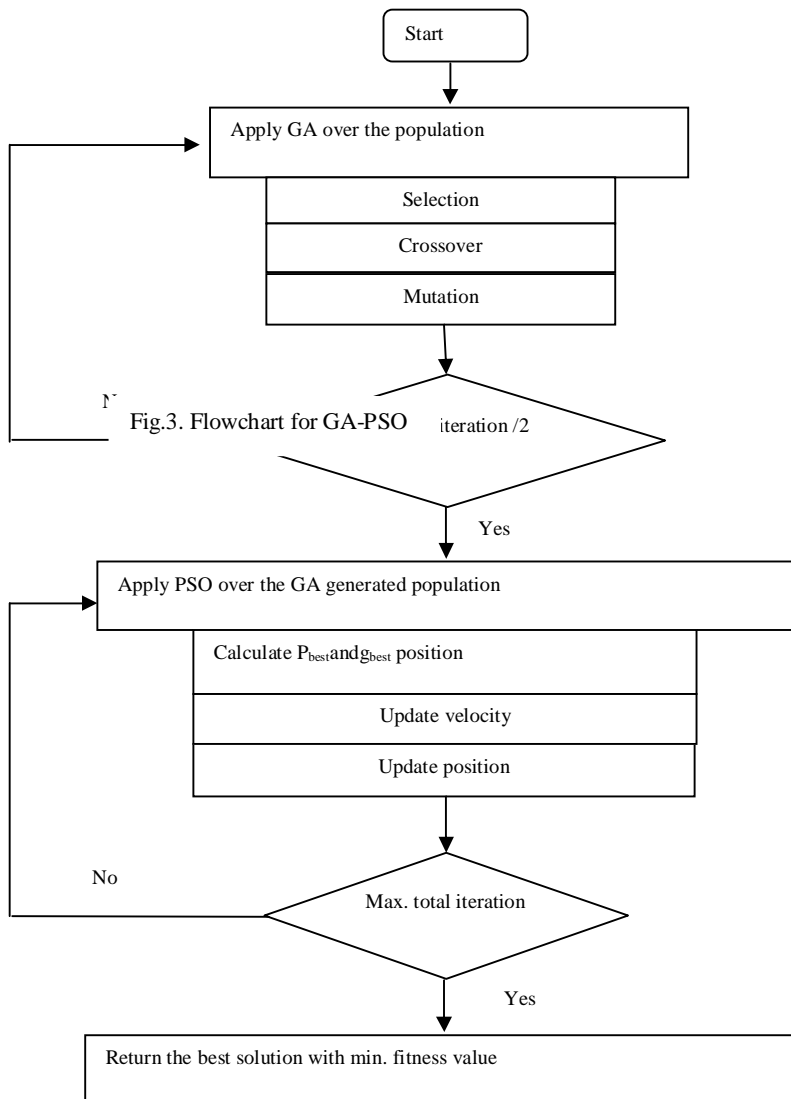 Start
Apply GA over the population
Selection
Crossover
Mutation
Fig.3. Flowchart for GA-PSO
iteration /2
Yes
Apply PSO over the GA generated population
Calculate Pbestandgbest position
Update velocity
Update position
No
Max. total iteration
Yes
Return the best solution with min. fitness value